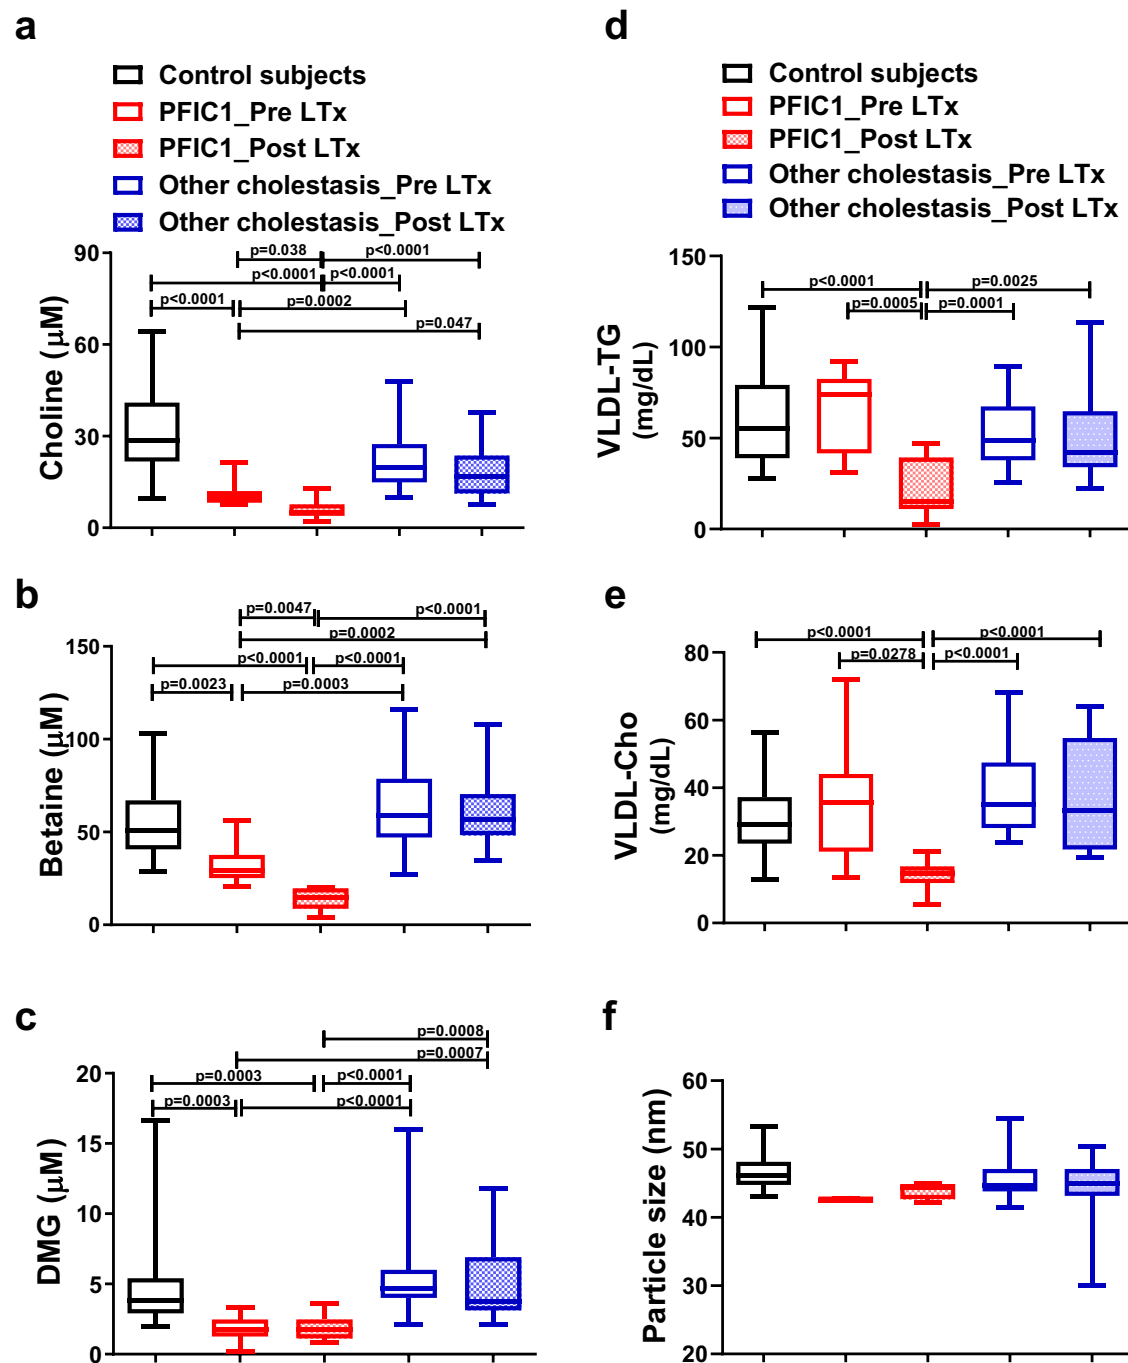 a
Control subjects
PFIC1_Pre LTx
PFIC1_Post LTx
Other cholestasis_Pre LTx
Other cholestasis_Post LTx
p=0.038 p<0.0001
p<0.0001 p<0.0001
p<0.0001 p=0.0002
p=0.047
Choline (μM)
90
60
30
0
b
p=0.0047 p<0.0001
p=0.0002
p<0.0001 p<0.0001
p=0.0023 p=0.0003
Betaine (μM)
150
100
50
0
c
p=0.0008
p=0.0007
p=0.0003 p<0.0001
p=0.0003 p<0.0001
DMG (μM)
20
15
10
5
0
d
Control subjects
PFIC1_Pre LTx
PFIC1_Post LTx
Other cholestasis_Pre LTx
Other cholestasis_Post LTx
p<0.0001 p=0.0025
p=0.0005 p=0.0001
VLDL-TG
(mg/dL)
150
100
50
0
e
p<0.0001 p<0.0001
p=0.0278 p<0.0001
VLDL-Cho
(mg/dL)
80
60
40
20
0
f
Particle size (nm)
60
50
40
30
20